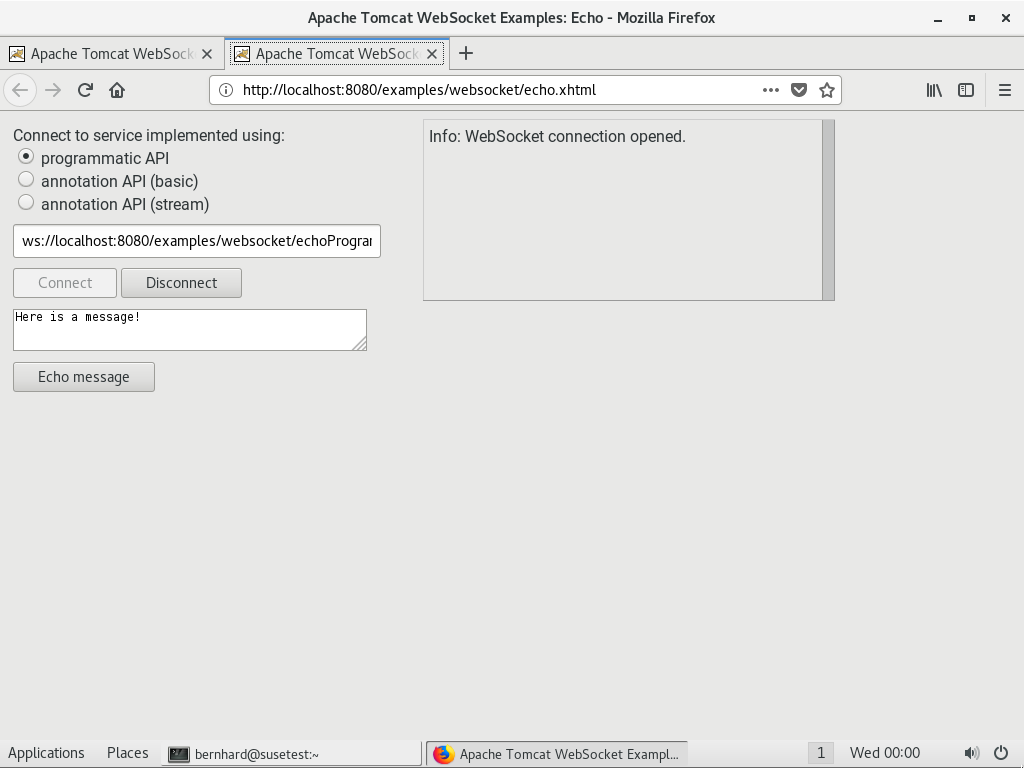 Apache Tomcat WebSocket Examples: Echo - Mozilla Firefox
Apache Tomcat WebSock
Apache Tomcat WebSock
http://localhost:8080/examples/websocket/echo.xhtml
Connect to service implemented using:
programmatic API
annotation API (basic)
annotation API (stream)
ws://localhost:8080/examples/websocket/echoProgran
Connect Disconnect
Here is a message!
Echo message
Info: WebSocket connection opened.
Applications Places bernhard@susetest:~ Apache Tomcat WebSocket Exampl... 1 Wed 00:00